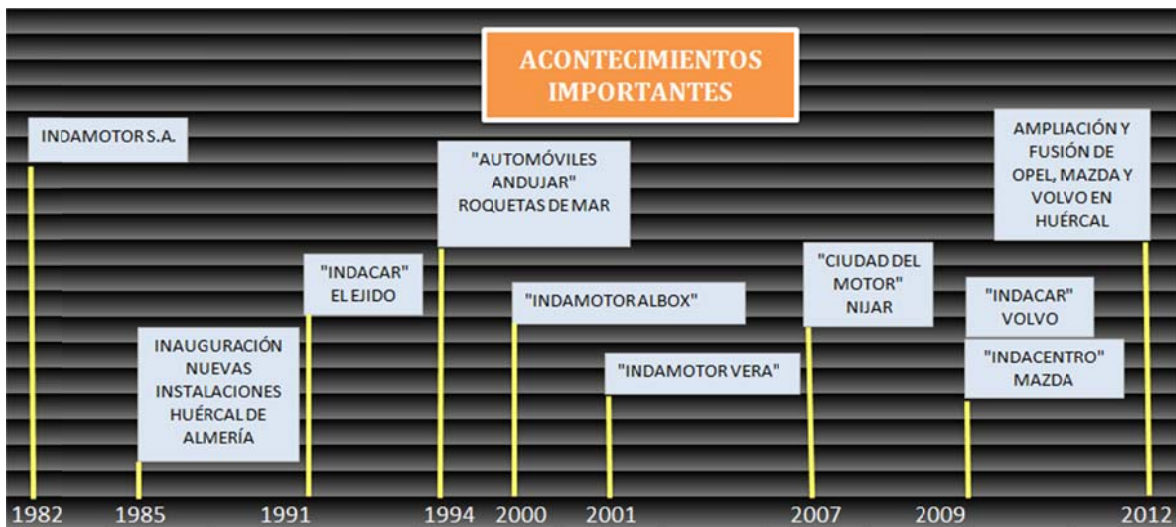 ACONTECIMIENTOS
IMPORTANTES
INDAMOTOR S.A.
INAUGURACIÓN
NUEVAS
INSTALACIONES
HUÉRCAL DE
ALMERÍA
"INDACAR"
EL EJIDO
"AUTOMÓVILES
ANDUJAR"
ROQUETAS DE MAR
"INDAMOTOR ALBOX"
"INDAMOTOR VERA"
"CIUDAD DEL
MOTOR"
NIJAR
"INDACAR"
VOLVO
"INDACENTRO"
MAZDA
AMPLIACIÓN Y
FUSIÓN DE
OPEL, MAZDA Y
VOLVO EN
HUÉRCAL
1982 1985 1991 1994 2000 2001 2007 2009 2012